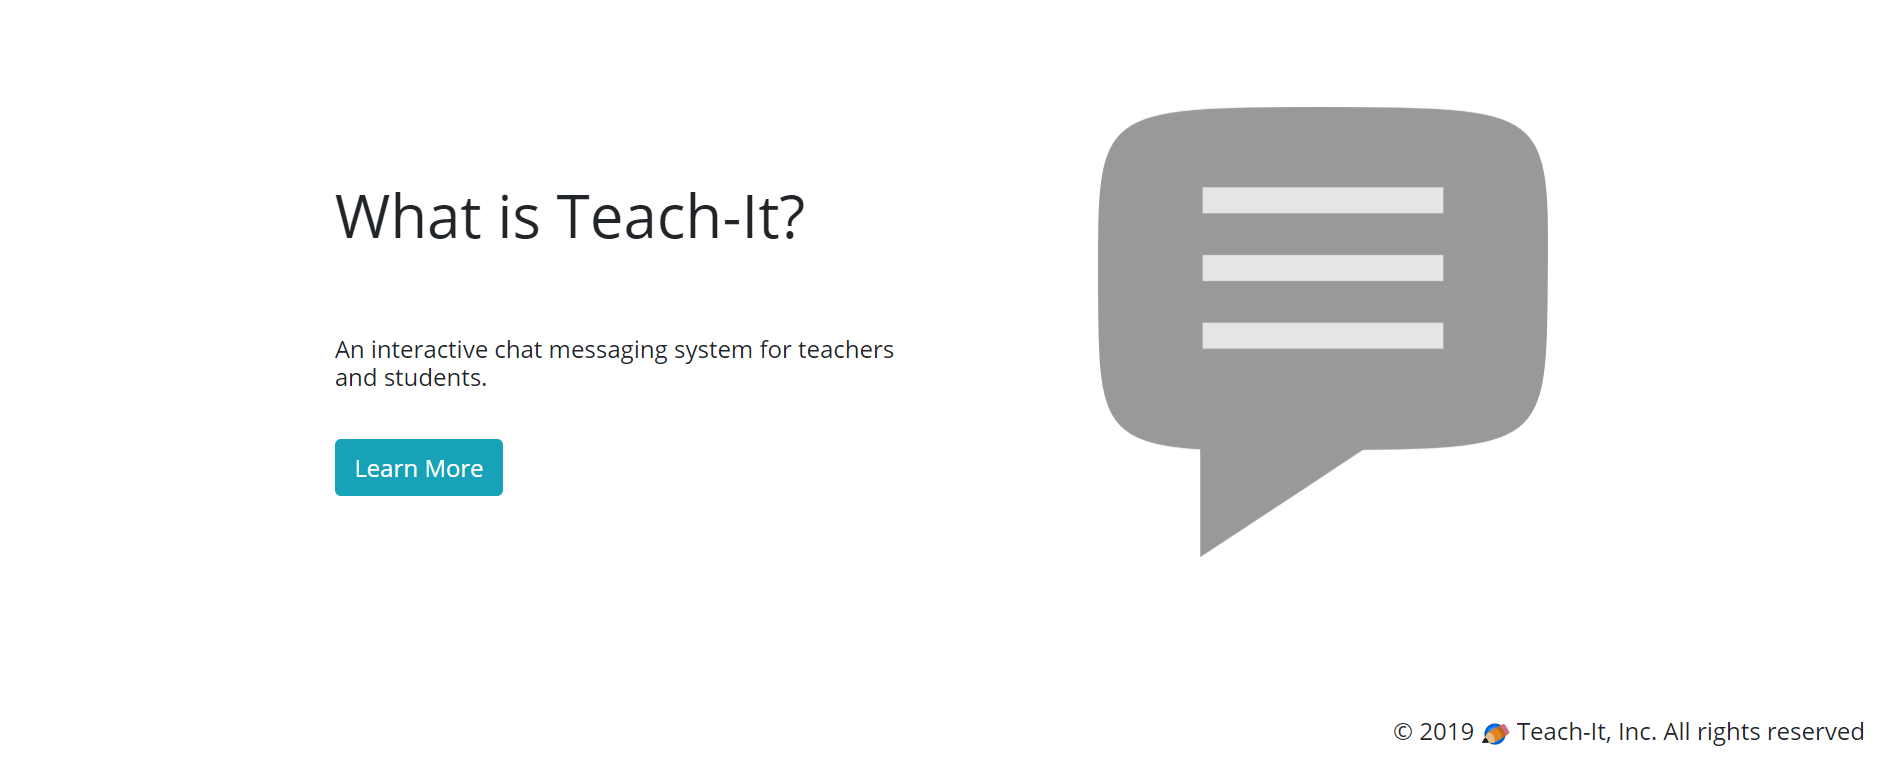 What is Teach-It?
An interactive chat messaging system for teachers
and students.
Learn More
© 2019 Teach-It, Inc. All rights reserved